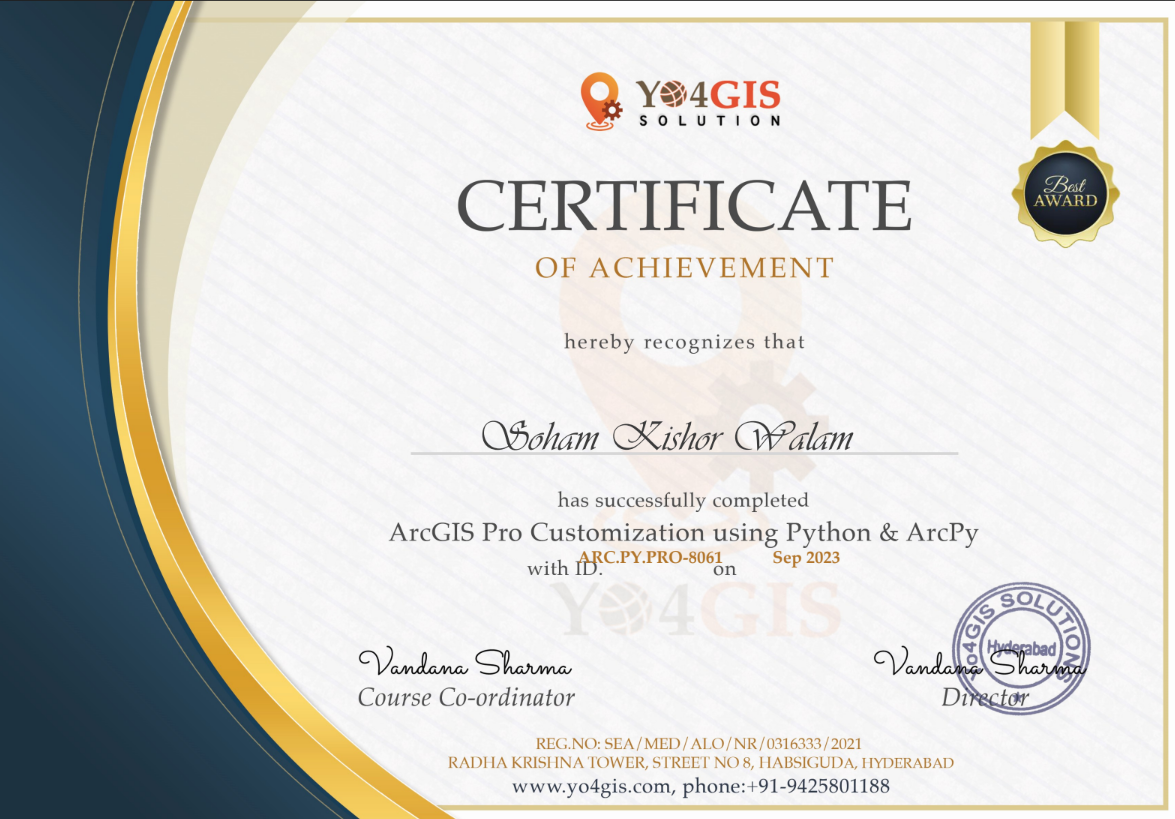 YO4GIS
SOLUTION
Best
AWARD
CERTIFICATE
OF ACHIEVEMENT
hereby recognizes that
Soham Kishor Walam
has successfully completed
ArcGIS Pro Customization using Python & ArcPy
with ID. ARC.PY.PRO-8061 on Sep 2023
YO4GIS
Vandana Sharma
Course Co-ordinator
Vandana Sharma
Director
Yo4GIS SOLUTIONS
Hyderabad
REG.NO: SEA/MED/ALO/NR/0316333/2021
RADHA KRISHNA TOWER, STREET NO 8, HABSIGUDA, HYDERABAD
www.yo4gis.com, phone:+91-9425801188